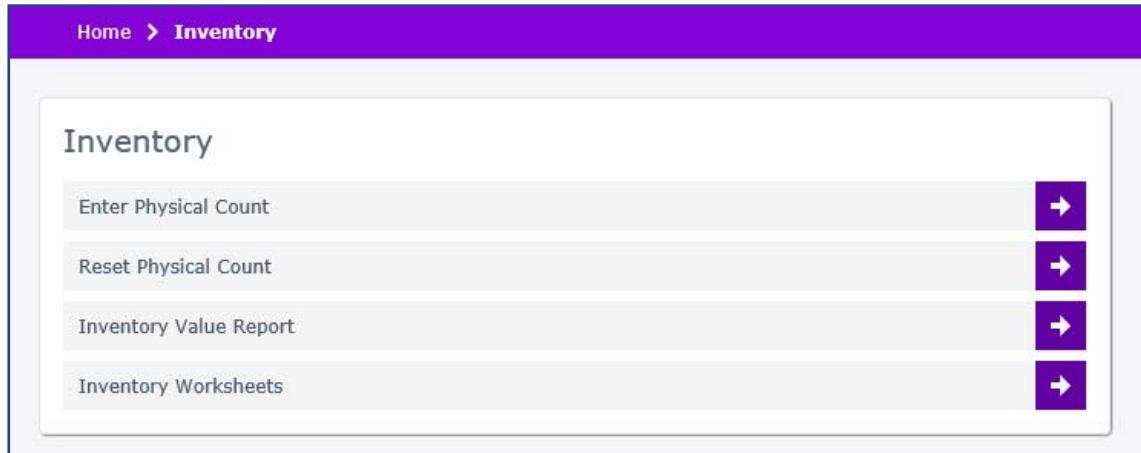 Home > Inventory
Inventory
Enter Physical Count
Reset Physical Count
Inventory Value Report
Inventory Worksheets